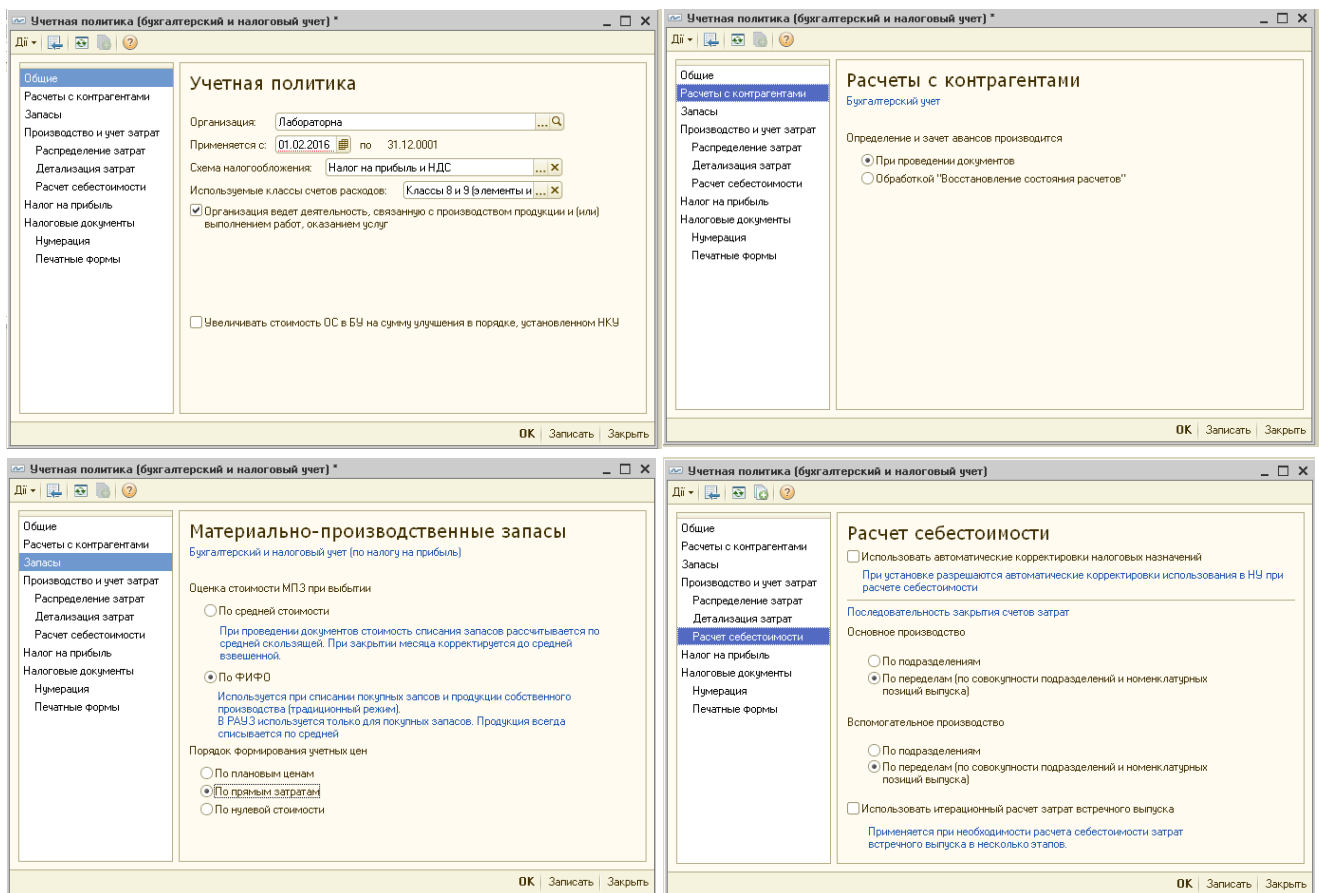 Учетная политика (бухгалтерский и налоговый учет) *
Дії
Общие
Расчеты с контрагентами
Запасы
Производство и учет затрат
Распределение затрат
Детализация затрат
Расчет себестоимости
Налог на прибыль
Налоговые документы
Нумерация
Печатные формы
Учетная политика
Организация: Лабораторна ...
Применяется с: 01.02.2016 по 31.12.0001
Схема налогообложения: Налог на прибыль и НДС ... ×
Используемые классы счетов расходов: Классы 8 и 9 (элементы и ... ×
Организация ведет деятельность, связанную с производством продукции и (или)
выполнением работ, оказанием услуг
Увеличивать стоимость ОС в БУ на сумму улучшения в порядке, установленном НКУ
OK Записать Закрыть
Учетная политика (бухгалтерский и налоговый учет) *
Дії
Общие
Расчеты с контрагентами
Запасы
Производство и учет затрат
Распределение затрат
Детализация затрат
Расчет себестоимости
Налог на прибыль
Налоговые документы
Нумерация
Печатные формы
Расчеты с контрагентами
Бухгалтерский учет
Определение и зачет авансов производится
При проведении документов
Обработкой "Восстановление состояния расчетов"
OK Записать Закрыть
Учетная политика (бухгалтерский и налоговый учет) *
Дії
Общие
Расчеты с контрагентами
Запасы
Производство и учет затрат
Распределение затрат
Детализация затрат
Расчет себестоимости
Налог на прибыль
Налоговые документы
Нумерация
Печатные формы
Материально-производственные запасы
Бухгалтерский и налоговый учет (по налогу на прибыль)
Оценка стоимости МПЗ при выбытии
По средней стоимости
При проведении документов стоимость списания запасов рассчитывается по
средней скользящей. При закрытии месяца корректируется до средней
взвешенной.
По ФИФО
Используется при списании покупных запсов и продукции собственного
производства (традиционный режим).
В РАУЗ используется только для покупных запасов. Продукция всегда
списывается по средней
Порядок формирования учетных цен
По плановым ценам
По прямым затратам
По нулевой стоимости
OK Записать Закрыть
Учетная политика (бухгалтерский и налоговый учет)
Дії
Общие
Расчеты с контрагентами
Запасы
Производство и учет затрат
Распределение затрат
Детализация затрат
Расчет себестоимости
Налог на прибыль
Налоговые документы
Нумерация
Печатные формы
Расчет себестоимости
Использовать автоматические корректировки налоговых назначений
При установке разрешаются автоматические корректировки использования в НУ при
расчете себестоимости
Последовательность закрытия счетов затрат
Основное производство
По подразделениям
По переделам (по совокупности подразделений и номенклатурных
позиций выпуска)
Вспомогательное производство
По подразделениям
По переделам (по совокупности подразделений и номенклатурных
позиций выпуска)
Использовать итерационный расчет затрат встречного выпуска
Применяется при необходимости расчета себестоимости затрат
встречного выпуска в несколько этапов.
OK Записать Закрыть